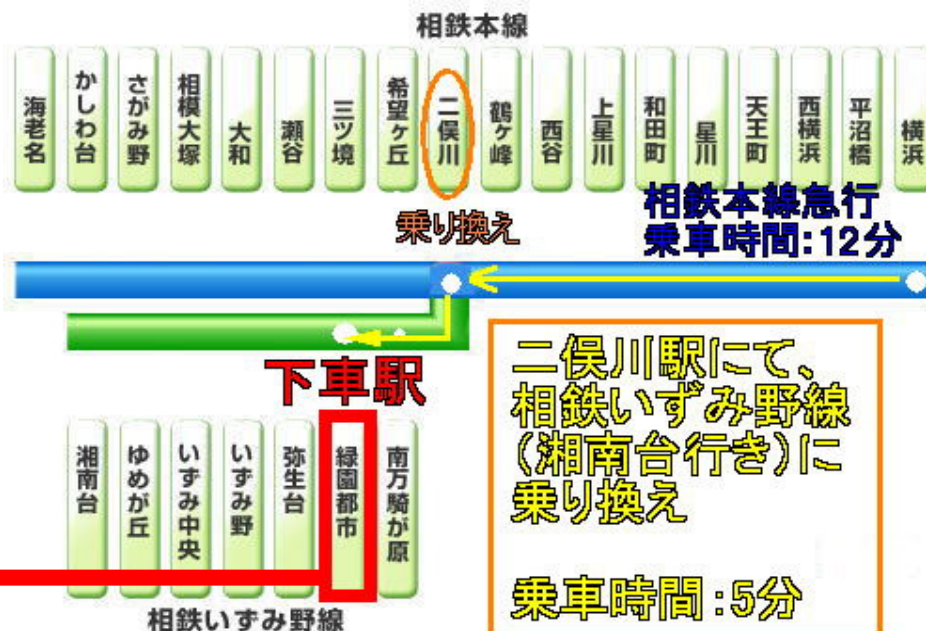 相鉄本線
海老名
かしわ台
さがみ野
相模大塚
大和
瀬谷
三ツ境
希望ヶ丘
二俣川
鶴ヶ峰
西谷
上星川
和田町
星川
天王町
西横浜
平沼橋
横浜
乗り換え
相鉄本線急行
乗車時間:12分
下車駅
湘南台
ゆめが丘
いずみ中央
いずみ野
弥生台
緑園都市
南万騎が原
相鉄いずみ野線
二俣川駅にて、
相鉄いずみ野線
(湘南台行き)に
乗り換え
乗車時間:5分